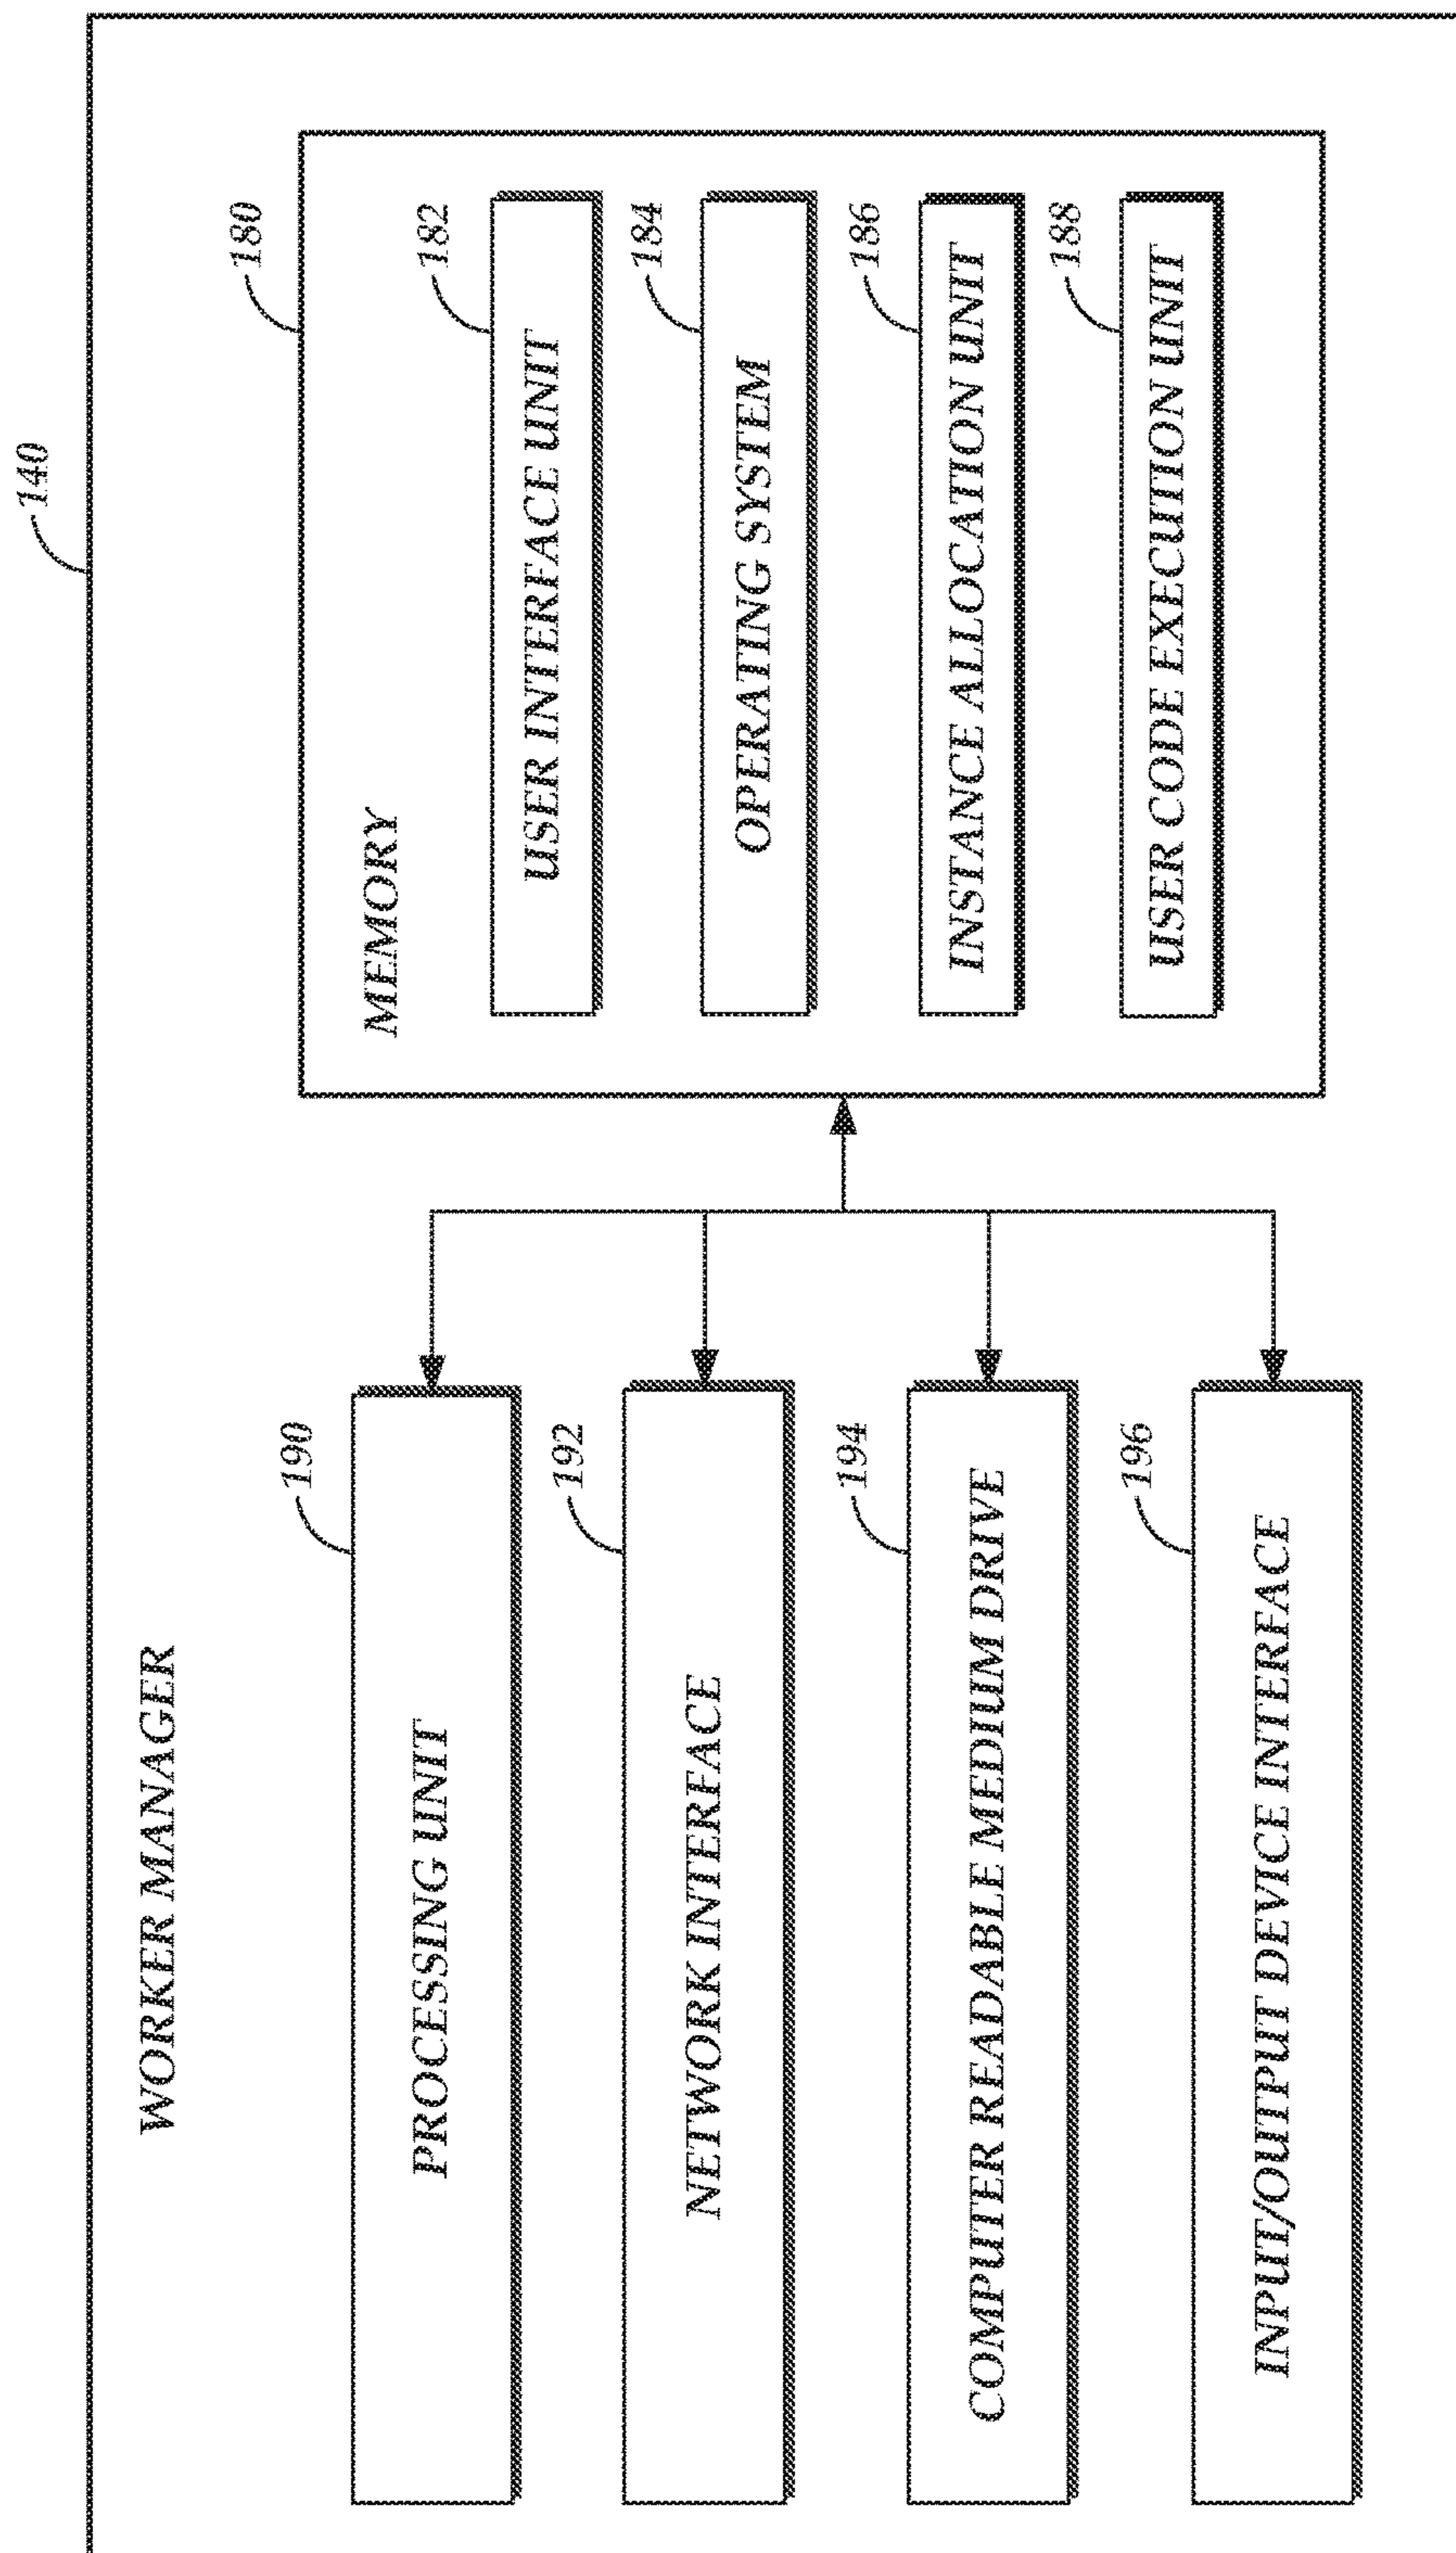 140
WORKER MANAGER
190
PROCESSING UNIT
192
NETWORK INTERFACE
194
COMPUTER READABLE MEDIUM DRIVE
196
INPUT/OUTPUT DEVICE INTERFACE
180
MEMORY
182
USER INTERFACE UNIT
184
OPERATING SYSTEM
186
INSTANCE ALLOCATION UNIT
188
USER CODE EXECUTION UNIT